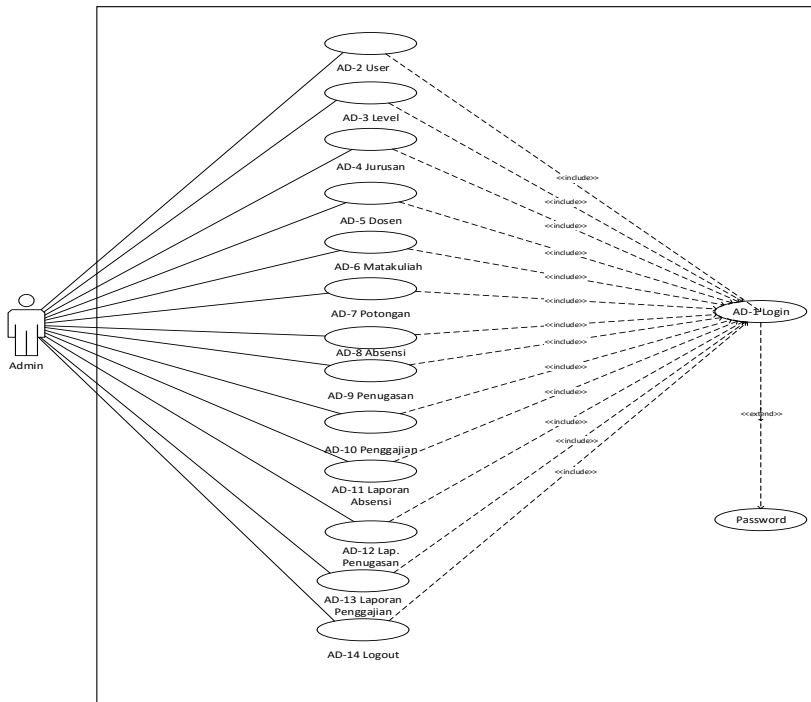 AD-2 User
AD-3 Level
AD-4 Jurusan
<<include>>
<<include>>
AD-5 Dosen
<<include>>
<<include>>
AD-6 Matakuliah
<<include>>
<<include>>
AD-7 Potongan
AD-1 Login
<<include>>
AD-8 Absensi
<<include>>
Admin
<<include>>
AD-9 Penugasan
<<include>>
<<extend>>
<<include>>
<<include>>
AD-10 Penggajian
<<include>>
AD-11 Laporan
Absensi
Password
AD-12 Lap.
Penugasan
AD-13 Laporan
Penggajian
AD-14 Logout